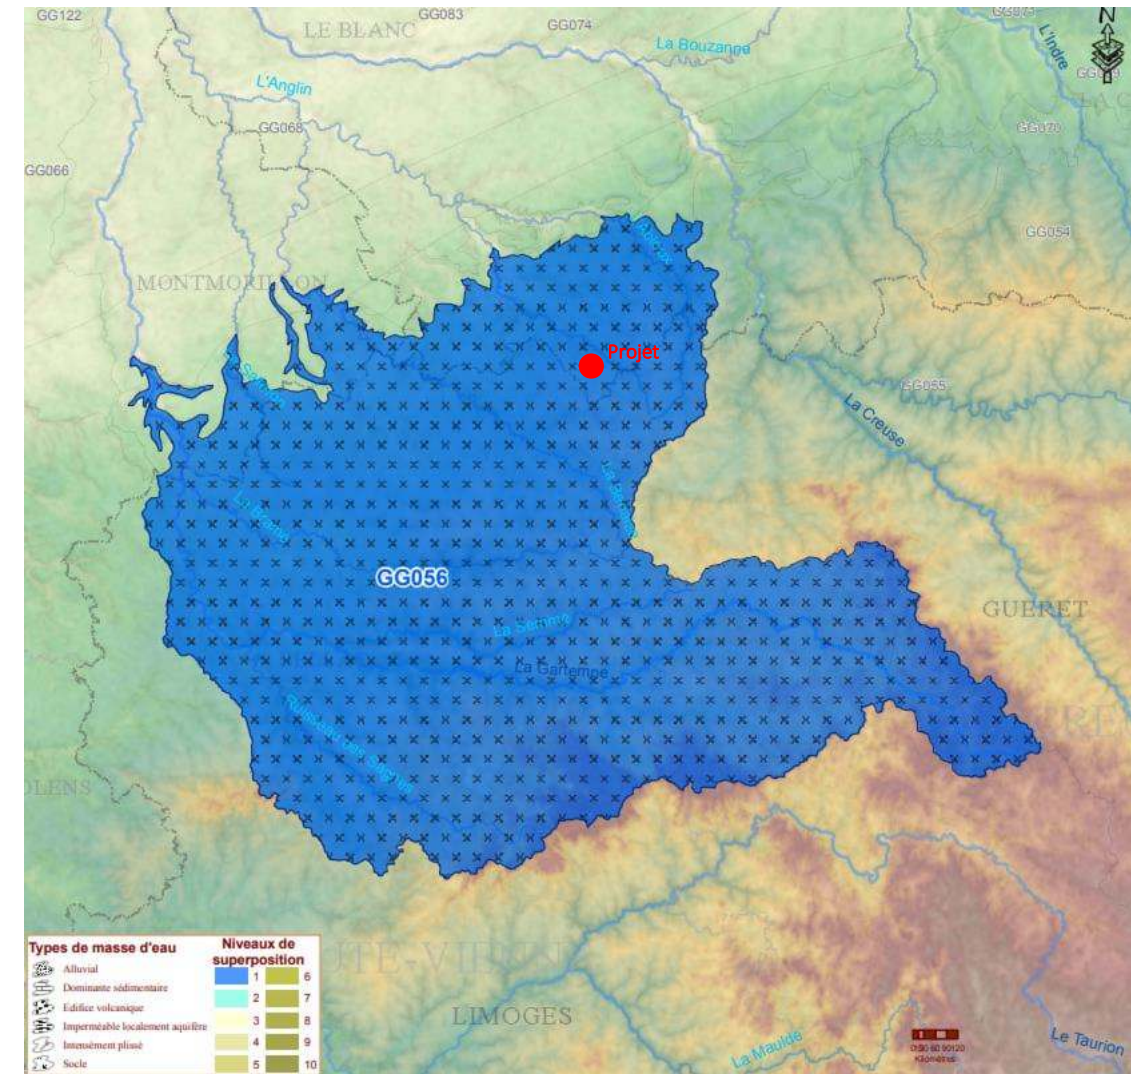 GG122
GG083
GG074
LE BLANC
La Bouzanne
L'Indre
N
L'Anglin
GG068
GG070
GG066
GG054
MONTMORILLON
Projet
GG055
La Creuse
GG056
La Semme
GUERET
La Gartempe
LIMOGES
La Maulde
Le Taurion
Kilomètres
Types de masse d'eau
Alluvial
Dominante sédimentaire
Edifice volcanique
Imperméable localement aquifère
Intensément plissé
Socle
Niveaux de
superposition
1 6
2 7
3 8
4 9
5 10